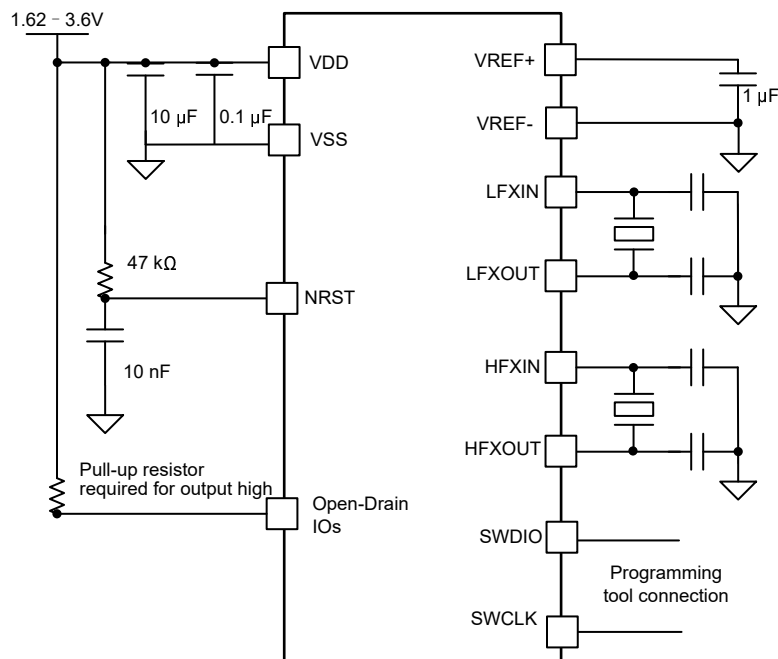 1.62 - 3.6V
VDD
10 µF
0.1 µF
VSS
47 kΩ
NRST
10 nF
Pull-up resistor
required for output high
Open-Drain
IOs
VREF+
1 µF
VREF-
LFXIN
LFXOUT
HFXIN
HFXOUT
SWDIO
Programming
tool connection
SWCLK